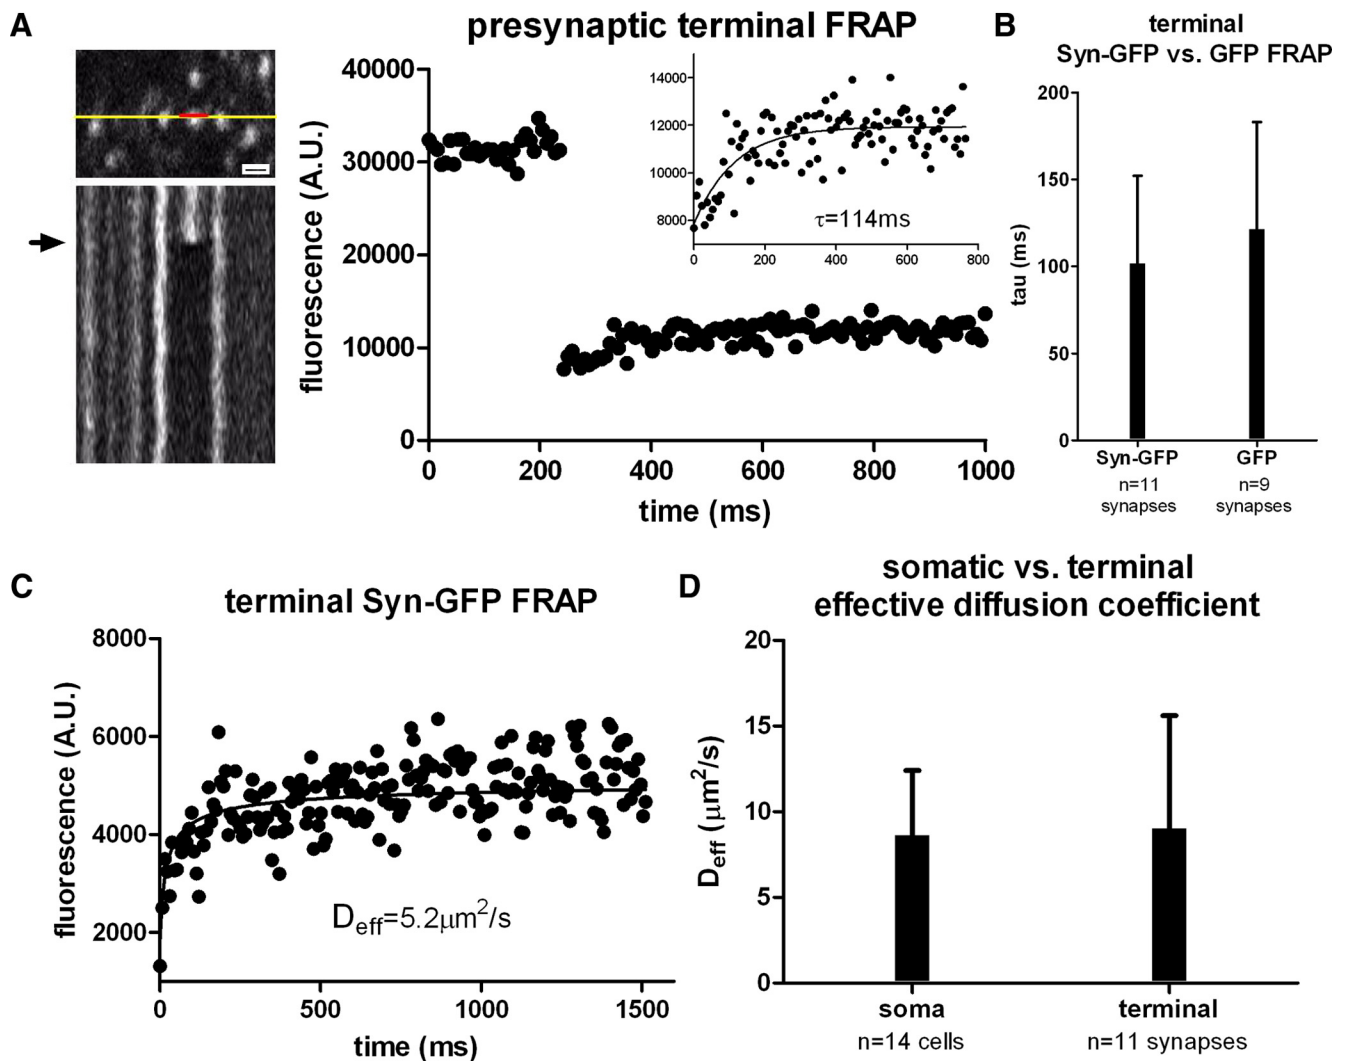 A
presynaptic terminal FRAP
40000
30000
20000
10000
0
fluorescence (A.U.)
0 200 400 600 800 1000
time (ms)
14000
12000
10000
8000
0 200 400 600 800
τ=114ms
B
terminal
Syn-GFP vs. GFP FRAP
200
150
100
50
0
tau (ms)
Syn-GFP GFP
n=11 n=9
synapses synapses
C
terminal Syn-GFP FRAP
8000
6000
4000
2000
fluorescence (A.U.)
0 500 1000 1500
time (ms)
Deff=5.2μm²/s
D
somatic vs. terminal
effective diffusion coefficient
20
15
10
5
0
Deff (μm²/s)
soma terminal
n=14 cells n=11 synapses